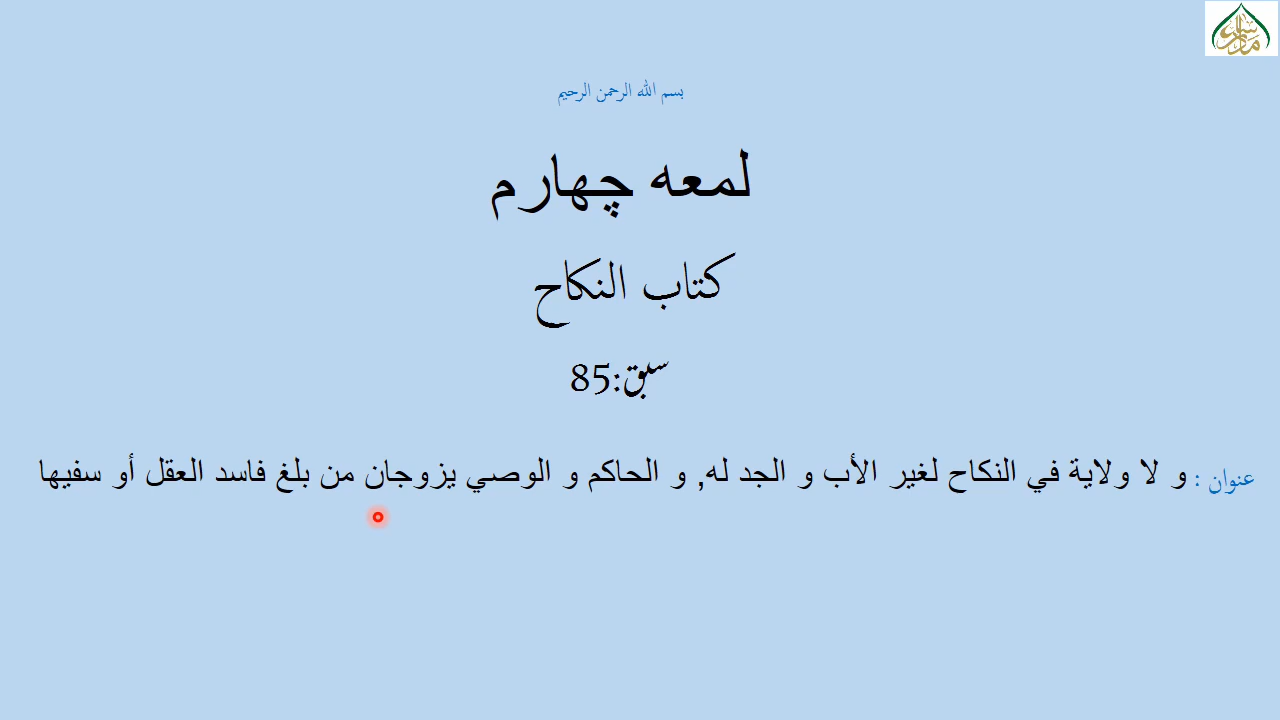 بسم الله الرحمن الرحيم
لمعه چهارم
كتاب النكاح
سبق:85
عنوان : و لا ولاية في النكاح لغير الأب و الجد له, و الحاكم و الوصي يزوجان من بلغ فاسد العقل أو سفيها